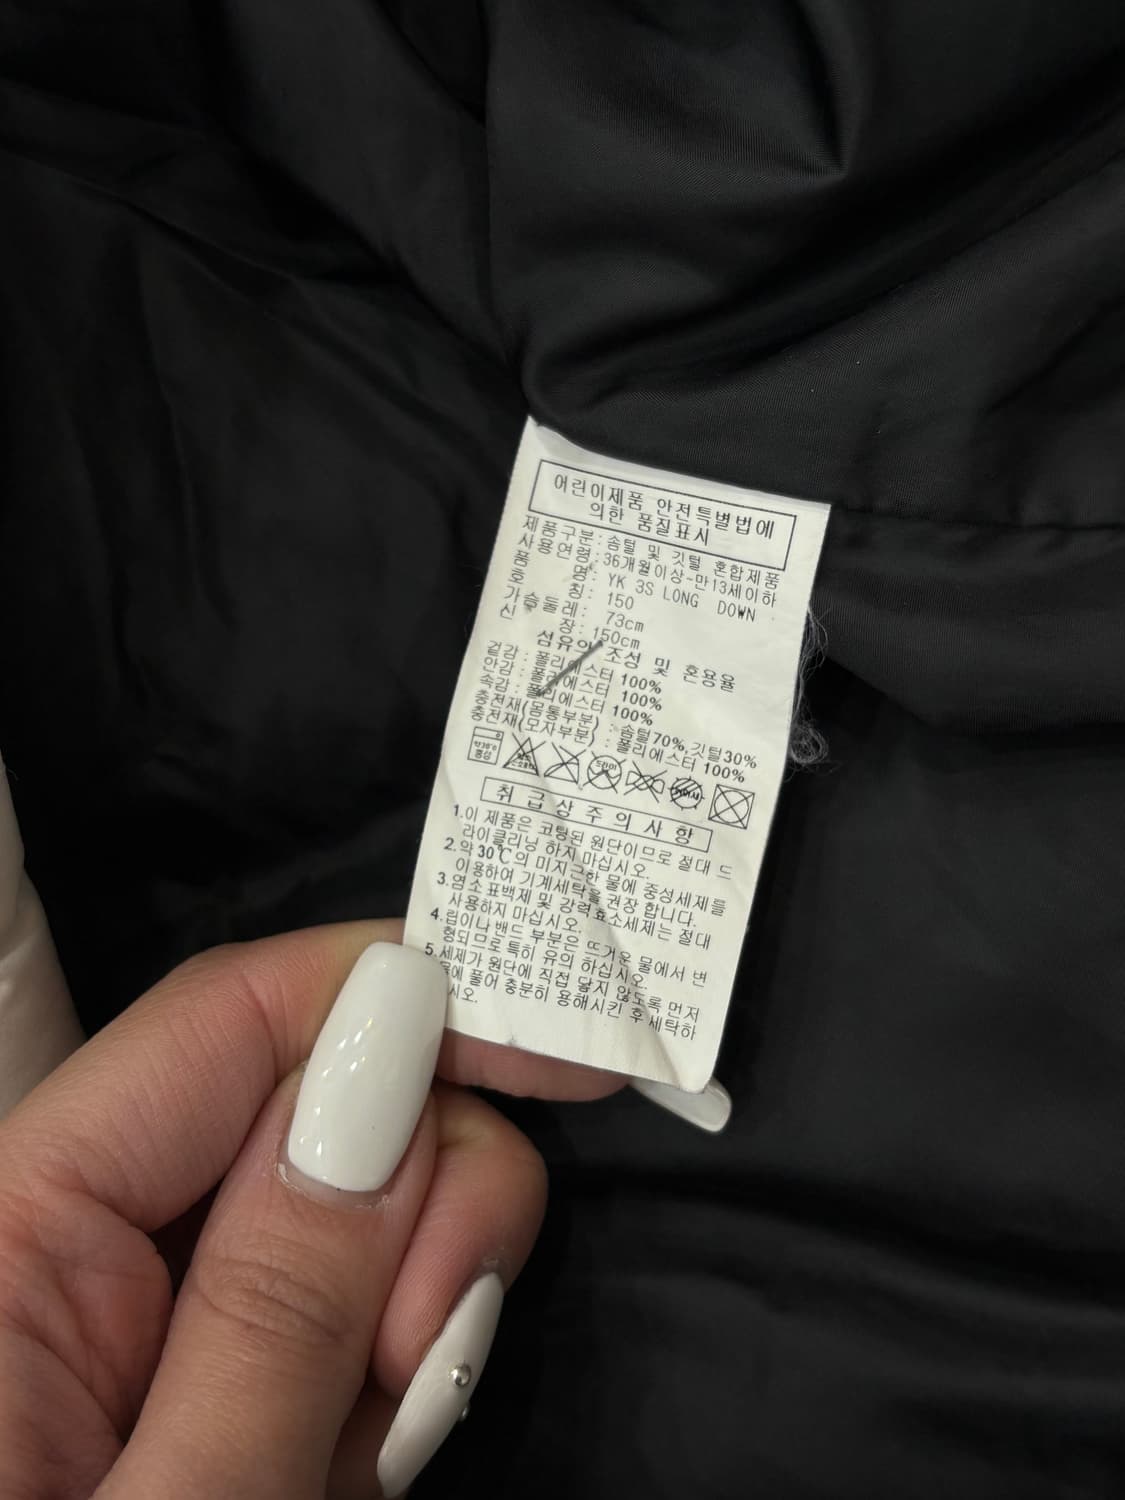 어린이제품 안전특별법에
의한 품질표시
제품구분: 솜털 및 깃털 혼합제품
사용연령: 36개월이상-만13세이하
품 명: YK 3S LONG DOWN
호 칭: 150
가슴둘레: 73cm
신 장: 150cm
섬유의 조성 및 혼용율
겉감: 폴리에스터 100%
안감: 폴리에스터 100%
속감: 폴리에스터 100%
충전재(몸통부분): 솜털70%,깃털30%
충전재(모자부분): 폴리에스터 100%
약30℃ 중성 드라이
취급상주의사항
1.이 제품은 코팅된 원단이므로 절대 드
라이클리닝 하지 마십시오.
2.약30℃의 미지근한 물에 중성세제를
이용하여 기계세탁을 권장합니다.
3.염소표백제 및 강력효소세제는 절대
사용하지 마십시오.
4.립이나 밴드 부분은 뜨거운 물에서 변
형되므로 특히 유의 하십시오.
5.세제가 원단에 직접 닿지 않도록 먼저
에 풀어 충분히 용해시킨 후 세탁하
시오.